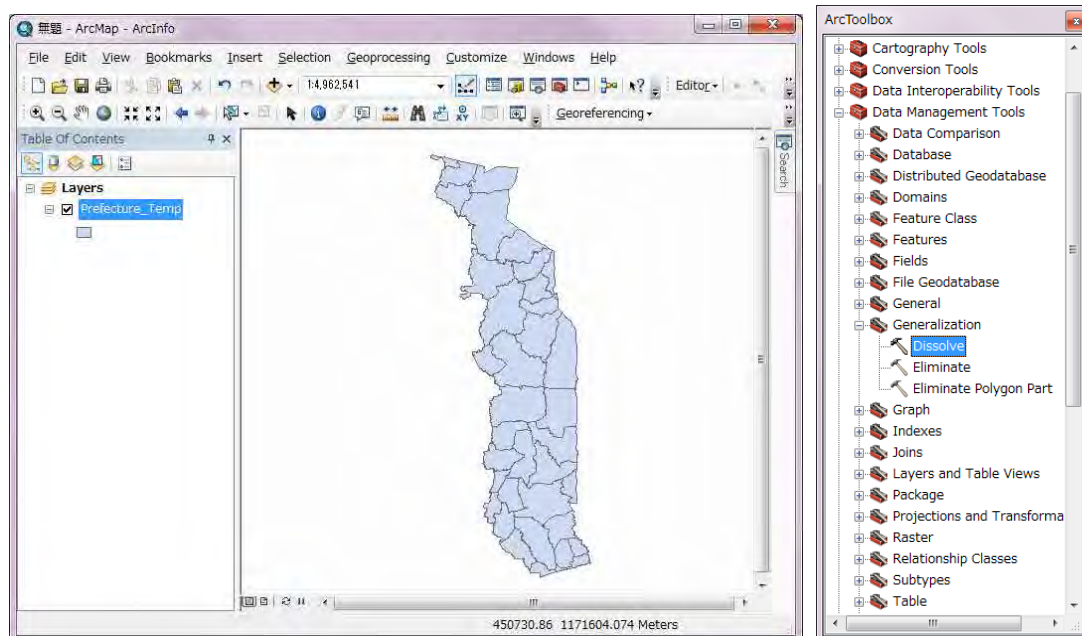 無題 - ArcMap - ArcInfo
File Edit View Bookmarks Insert Selection Geoprocessing Customize Windows Help
1:4,962,541
Editor
Georeferencing
Table Of Contents
Layers
Prefecture_Temp
Search
450730.86 1171604.074 Meters
ArcToolbox
Cartography Tools
Conversion Tools
Data Interoperability Tools
Data Management Tools
Data Comparison
Database
Distributed Geodatabase
Domains
Feature Class
Features
Fields
File Geodatabase
General
Generalization
Dissolve
Eliminate
Eliminate Polygon Part
Graph
Indexes
Joins
Layers and Table Views
Package
Projections and Transforma
Raster
Relationship Classes
Subtypes
Table